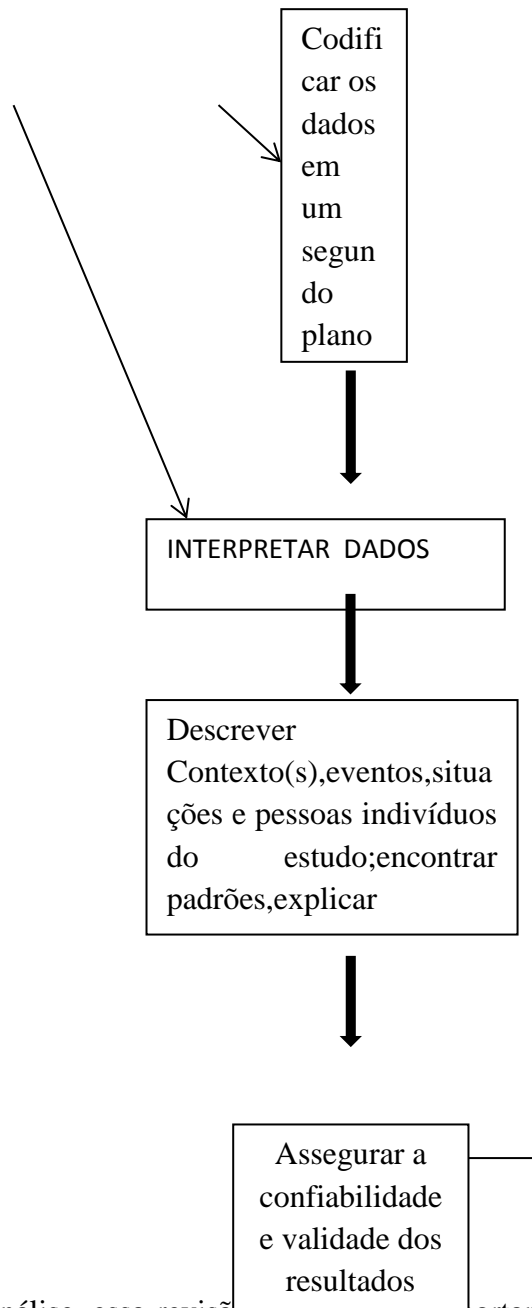 Codifi
car os
dados
em
um
segun
do
plano
INTERPRETAR DADOS
Descrever
Contexto(s),eventos,situa
ções e pessoas indivíduos
do estudo;encontrar
padrões,explicar
Assegurar a
confiabilidade
e validade dos
resultados